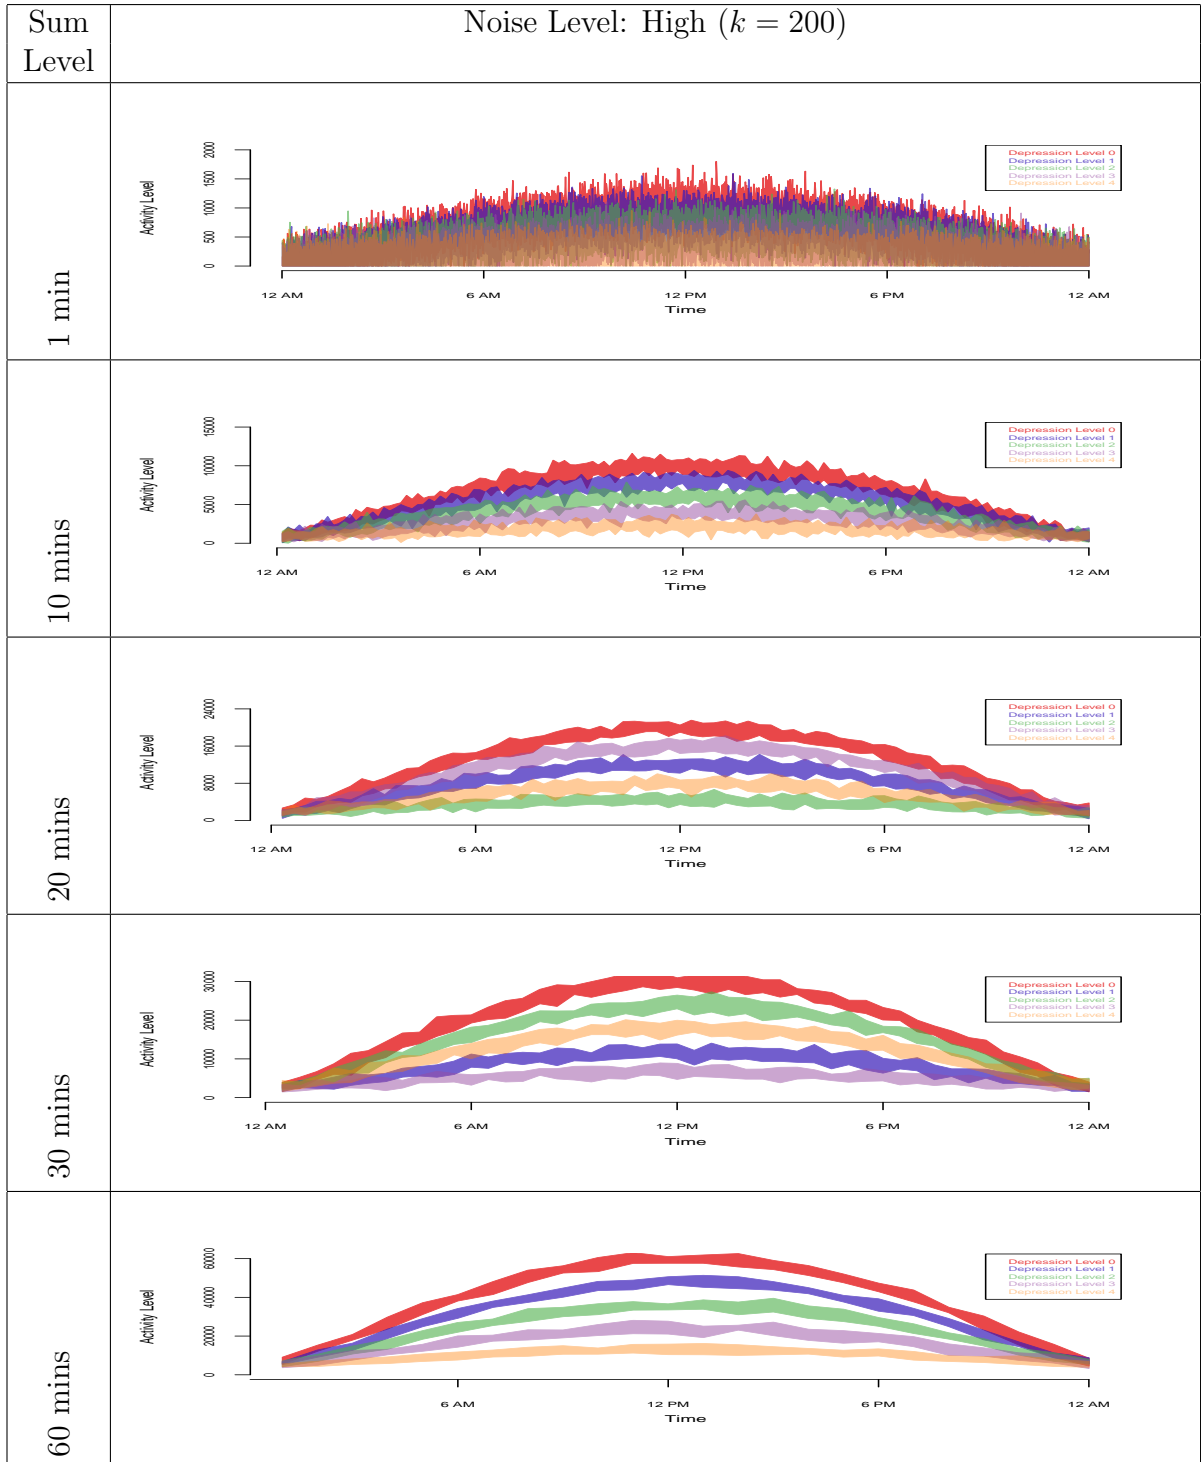 Sum
Level
Noise Level: High (k = 200)
1 min
Activity Level
2000
1500
1000
500
0
Depression Level 0
Depression Level 1
Depression Level 2
Depression Level 3
Depression Level 4
12 AM 6 AM 12 PM 6 PM 12 AM
Time
10 mins
Activity Level
15000
10000
5000
0
Depression Level 0
Depression Level 1
Depression Level 2
Depression Level 3
Depression Level 4
12 AM 6 AM 12 PM 6 PM 12 AM
Time
20 mins
Activity Level
24000
16000
8000
0
Depression Level 0
Depression Level 1
Depression Level 2
Depression Level 3
Depression Level 4
12 AM 6 AM 12 PM 6 PM 12 AM
Time
30 mins
Activity Level
30000
20000
10000
0
Depression Level 0
Depression Level 1
Depression Level 2
Depression Level 3
Depression Level 4
12 AM 6 AM 12 PM 6 PM 12 AM
Time
60 mins
Activity Level
60000
40000
20000
0
Depression Level 0
Depression Level 1
Depression Level 2
Depression Level 3
Depression Level 4
6 AM 12 PM 6 PM 12 AM
Time